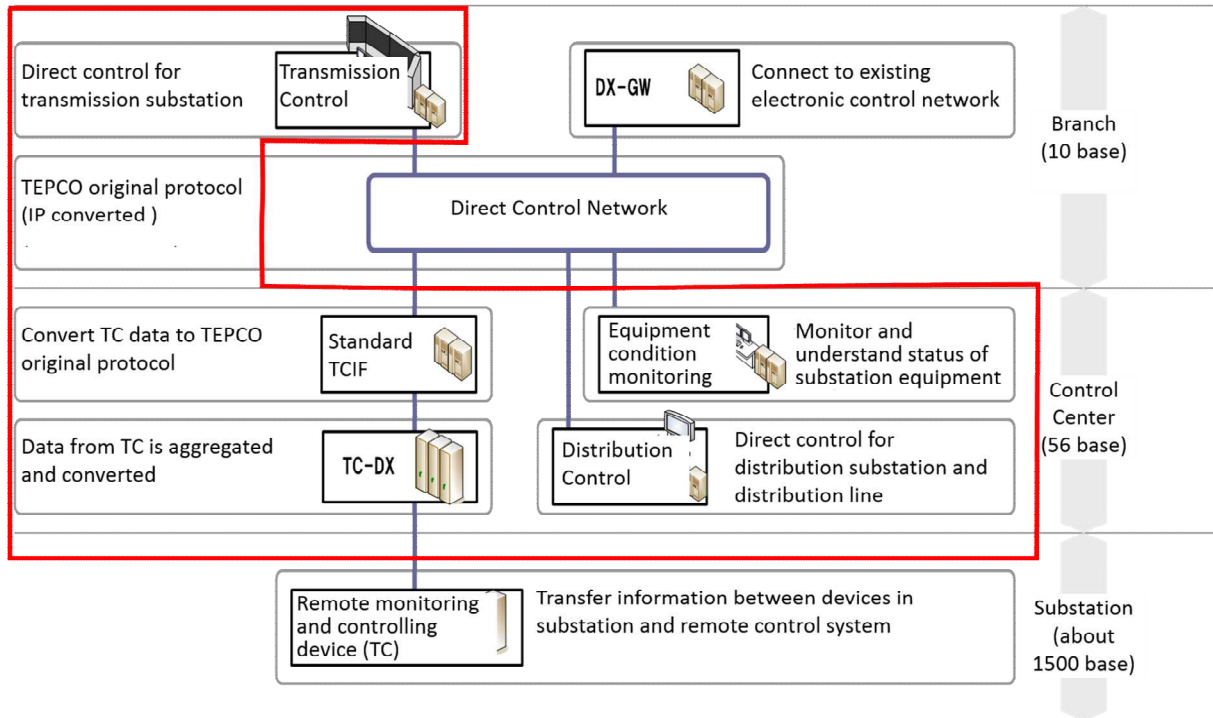 Direct control for
transmission substation
Transmission
Control
DX-GW
Connect to existing
electronic control network
Branch
(10 base)
TEPCO original protocol
(IP converted )
Direct Control Network
Convert TC data to TEPCO
original protocol
Standard
TCIF
Equipment
condition
monitoring
Monitor and
understand status of
substation equipment
Control
Center
(56 base)
Data from TC is aggregated
and converted
TC-DX
Distribution
Control
Direct control for
distribution substation and
distribution line
Remote monitoring
and controlling
device (TC)
Transfer information between devices in
substation and remote control system
Substation
(about
1500 base)